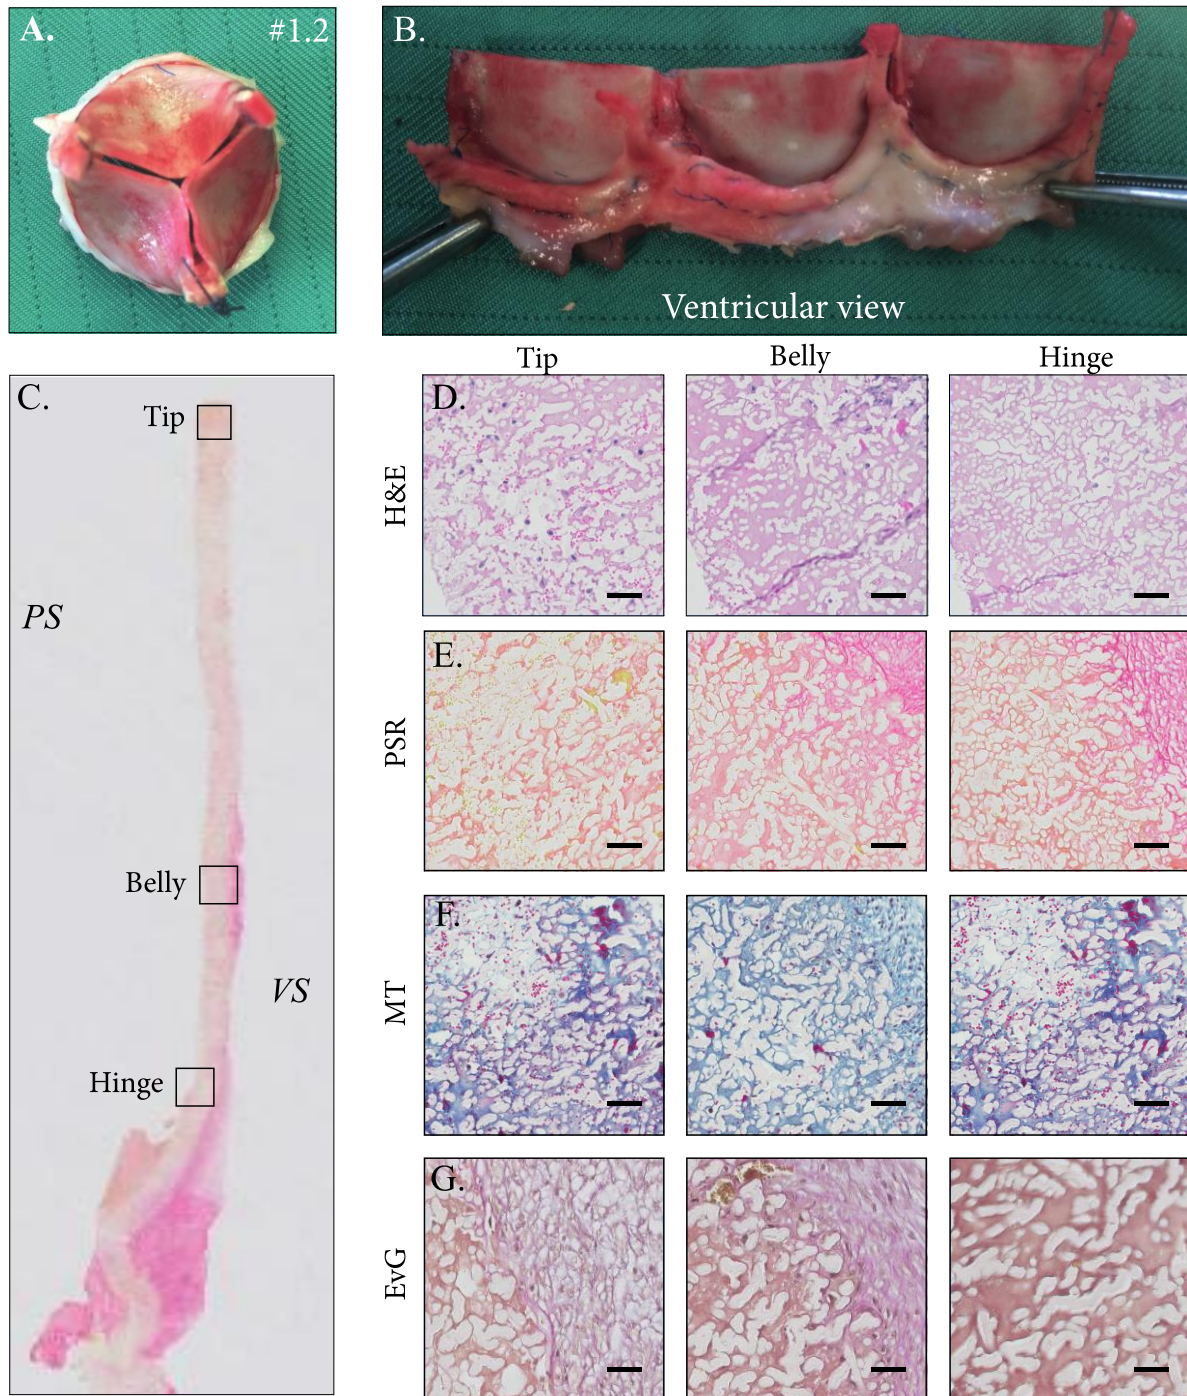 A.
#1.2
B.
Ventricular view
C.
Tip
PS
Belly
VS
Hinge
Tip
Belly
Hinge
D.
H&E
E.
PSR
F.
MT
G.
EvG